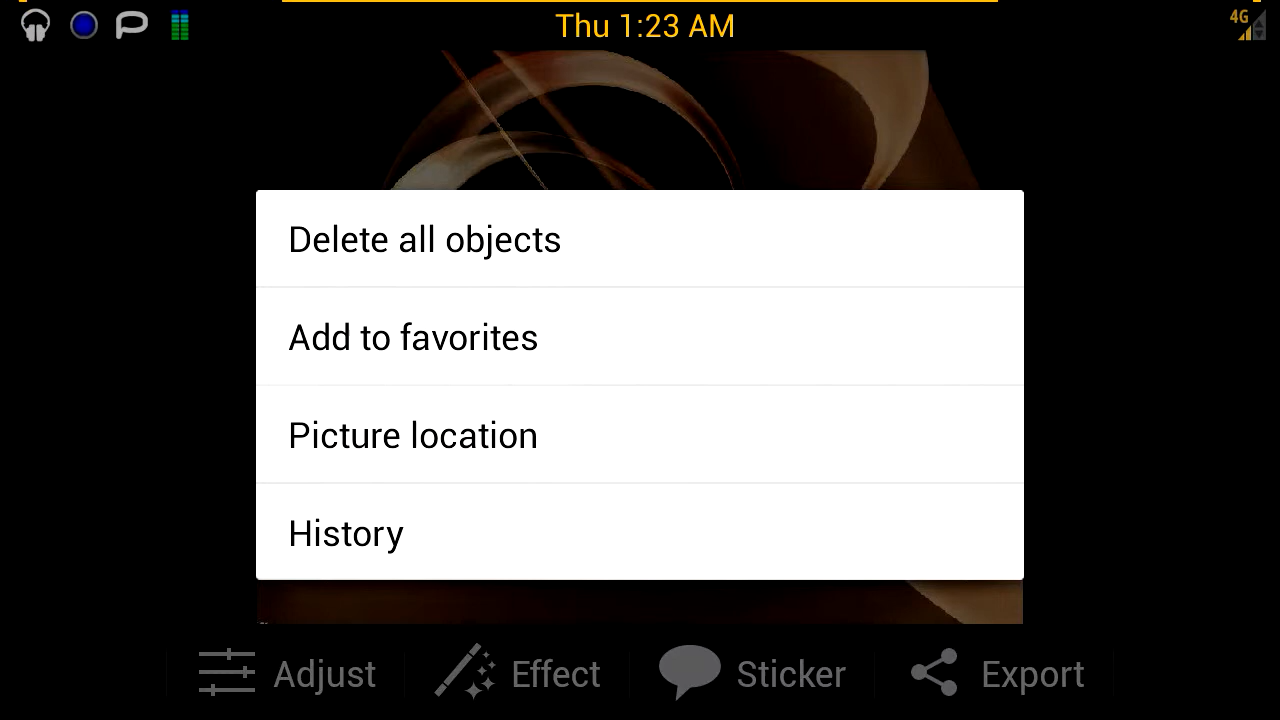 Thu 1:23 AM
4G
Delete all objects
Add to favorites
Picture location
History
Adjust
Effect
Sticker
Export